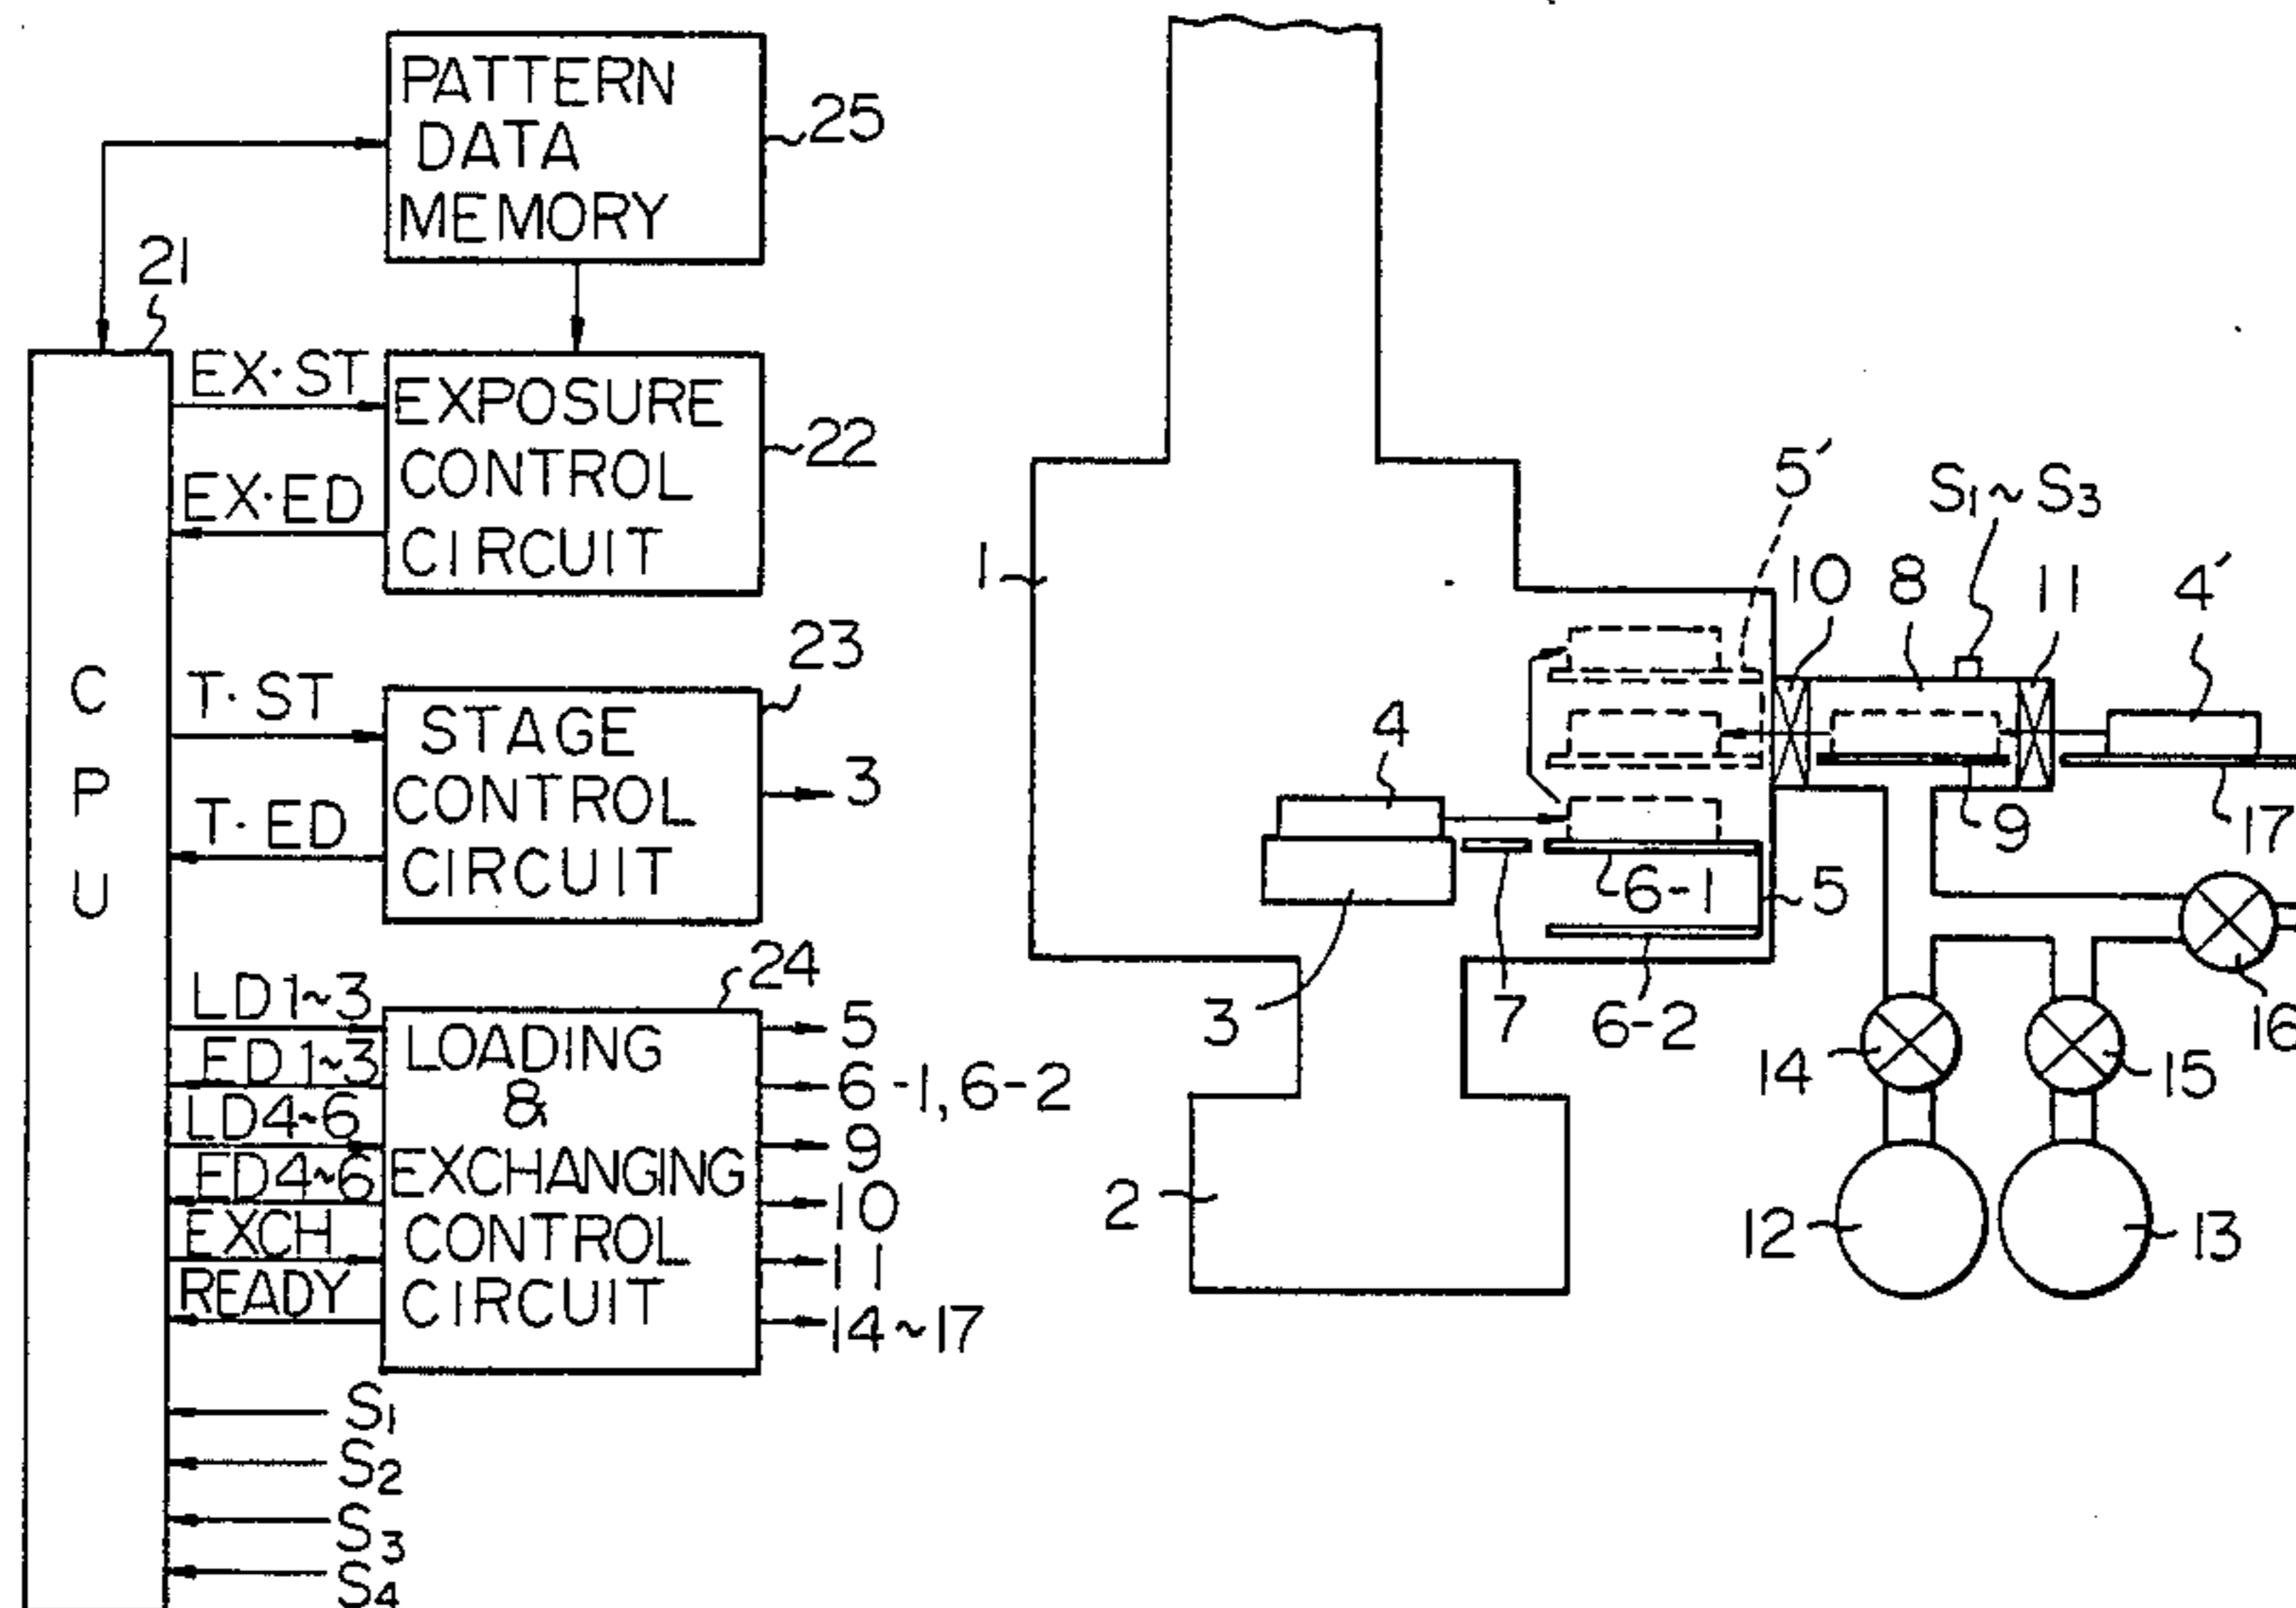 PATTERN
DATA
MEMORY
25
21
EX·ST
EXPOSURE
CONTROL
CIRCUIT
22
EX·ED
CPU
T·ST
T·ED
STAGE
CONTROL
CIRCUIT
23
3
LD1~3
ED1~3
LD4~6
ED4~6
EXCH
READY
LOADING
&
EXCHANGING
CONTROL
CIRCUIT
24
5
6-1, 6-2
9
10
11
14~17
S1
S2
S3
S4
1
5'
S1~S3
10
8
11
4'
4
9
17
6-1
5
3
7
6-2
16
14
15
2
12
13